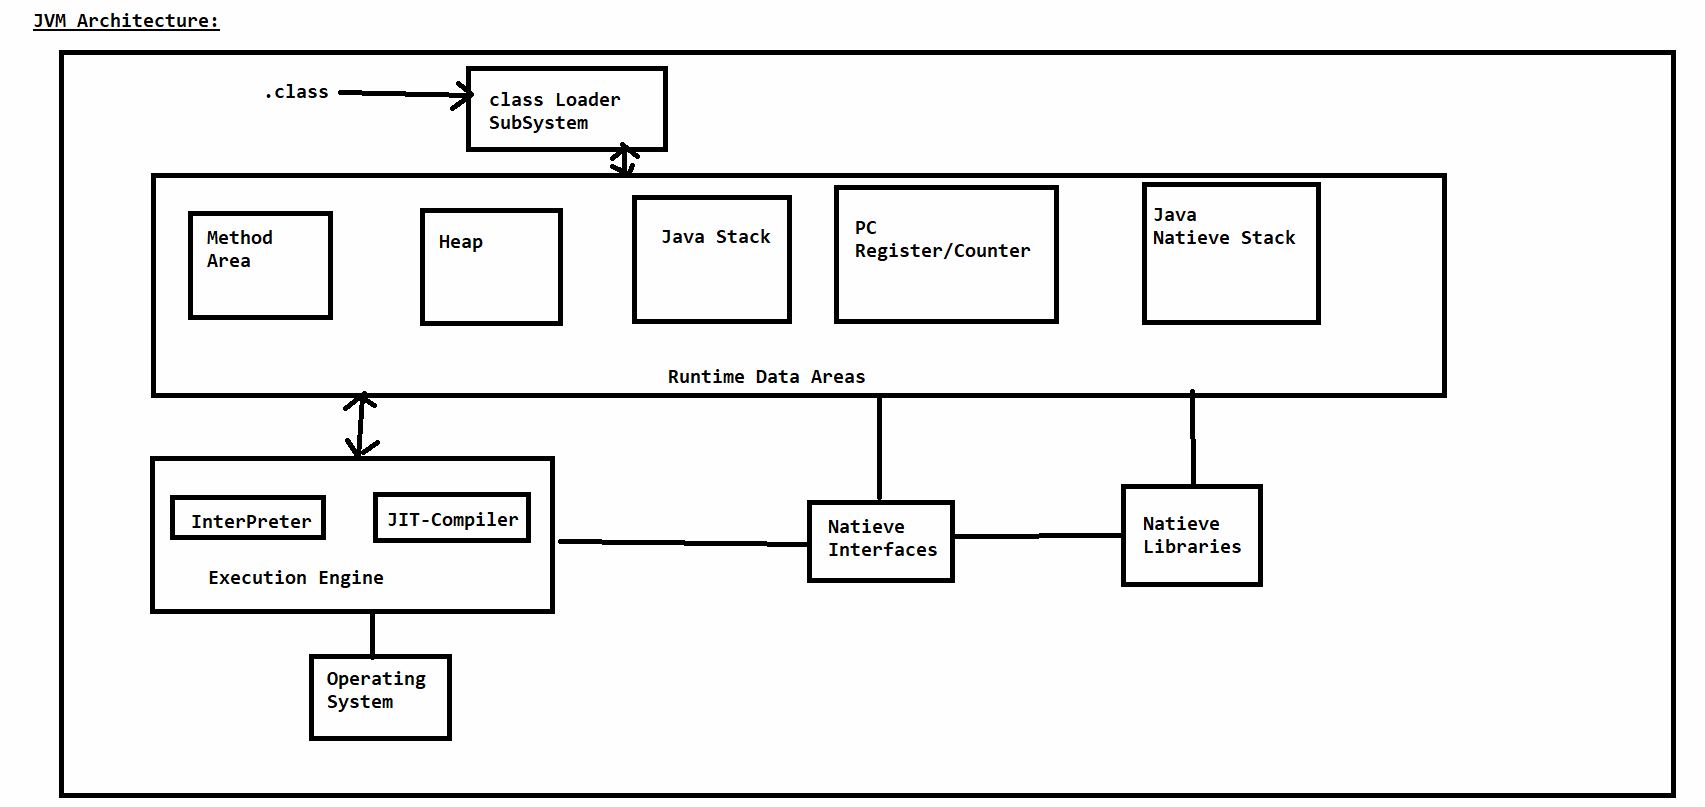 JVM Architecture:
.class
class Loader
SubSystem
Method
Area
Heap
Java Stack
PC
Register/Counter
Java
Natieve Stack
Runtime Data Areas
InterPreter
JIT-Compiler
Execution Engine
Natieve
Interfaces
Natieve
Libraries
Operating
System